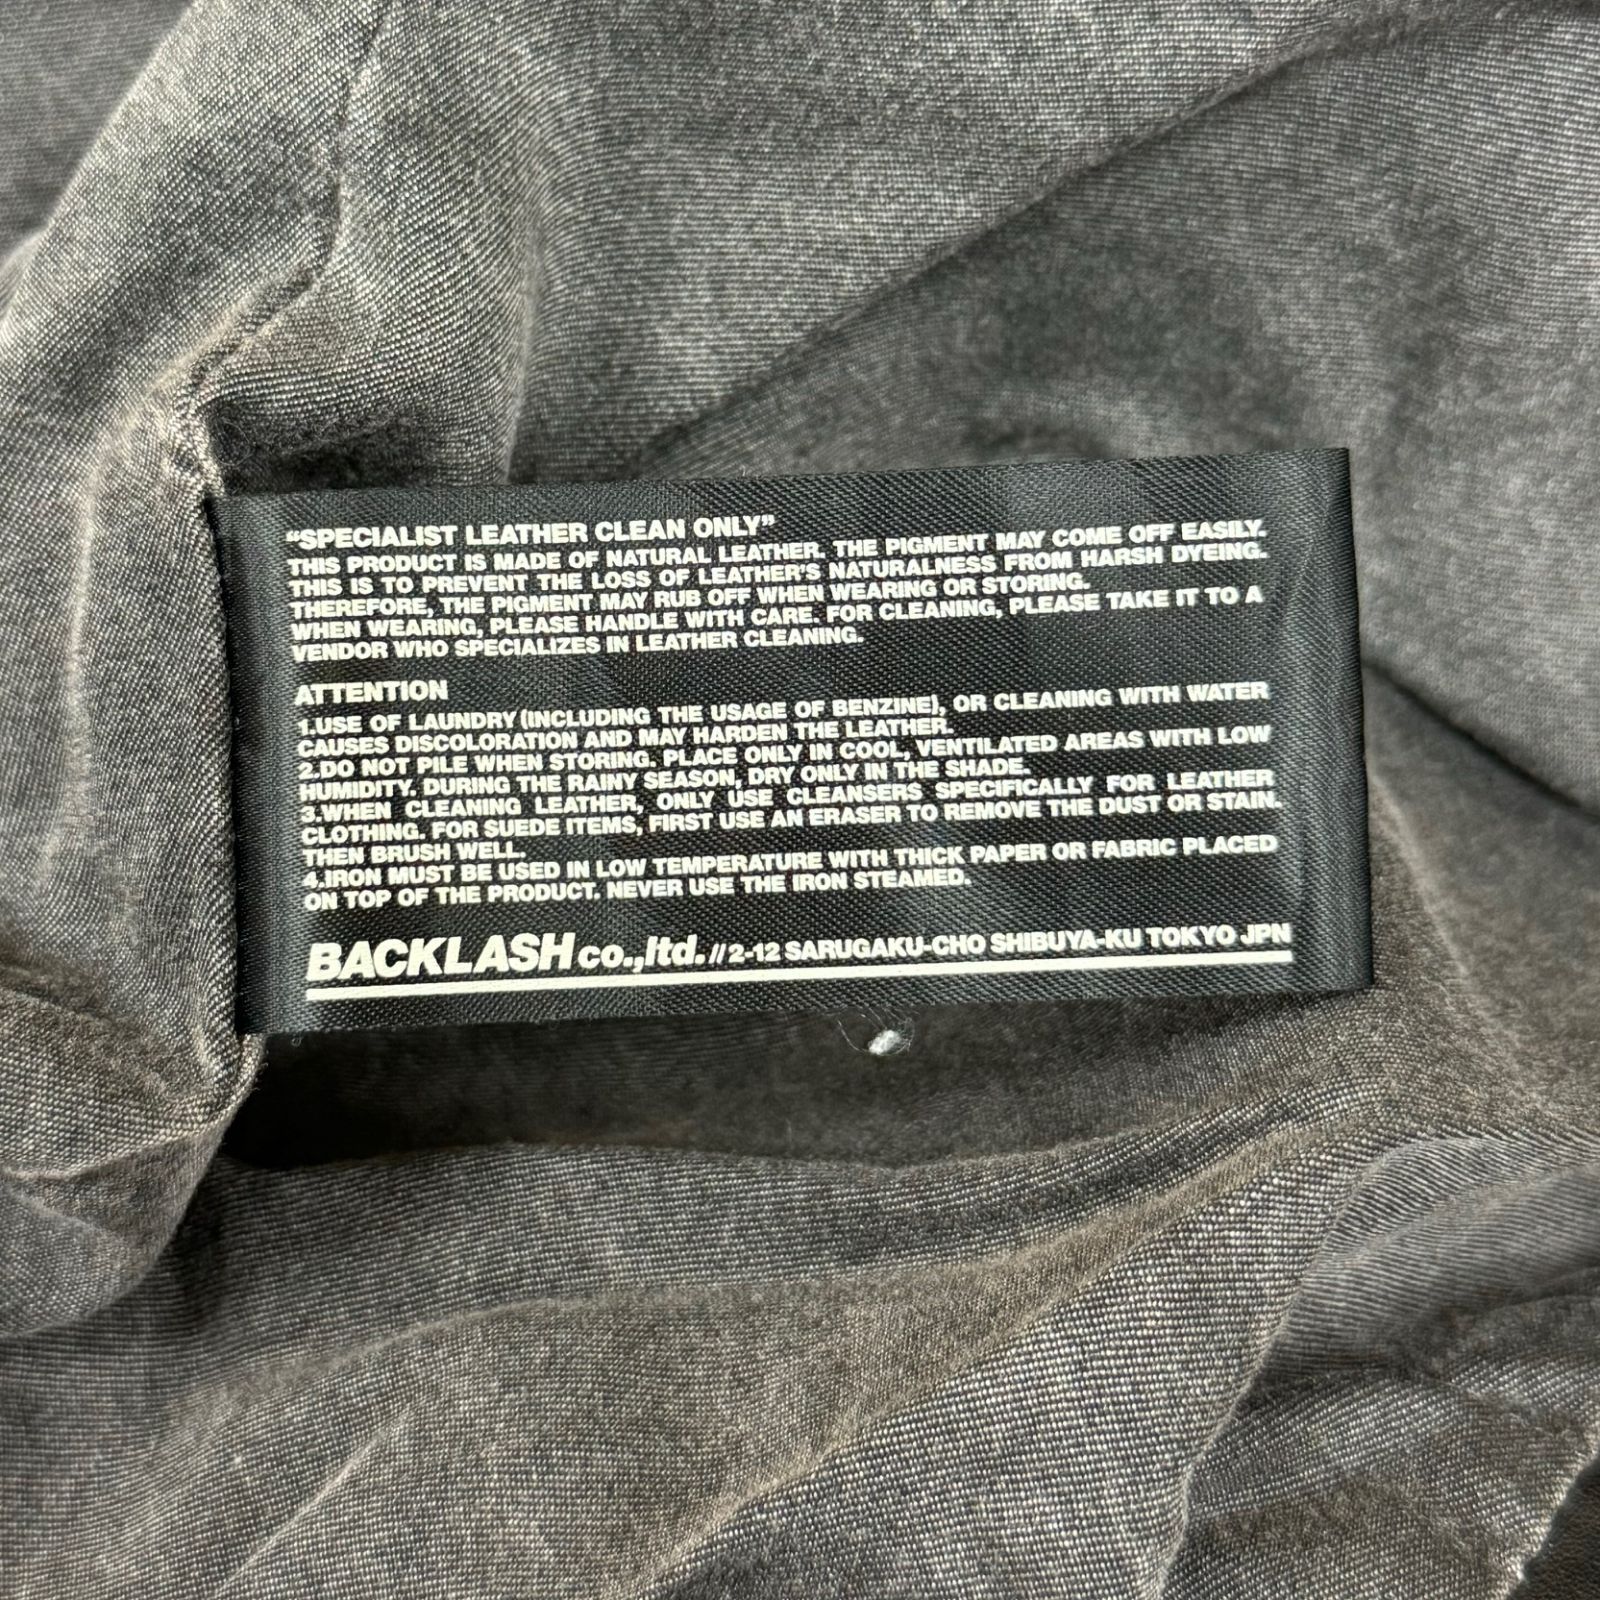 “SPECIALIST LEATHER CLEAN ONLY”
THIS PRODUCT IS MADE OF NATURAL LEATHER. THE PIGMENT MAY COME OFF EASILY.
THIS IS TO PREVENT THE LOSS OF LEATHER'S NATURALNESS FROM HARSH DYEING.
THEREFORE, THE PIGMENT MAY RUB OFF WHEN WEARING OR STORING.
WHEN WEARING, PLEASE HANDLE WITH CARE. FOR CLEANING, PLEASE TAKE IT TO A
VENDOR WHO SPECIALIZES IN LEATHER CLEANING.
ATTENTION
1.USE OF LAUNDRY (INCLUDING THE USAGE OF BENZINE), OR CLEANING WITH WATER
CAUSES DISCOLORATION AND MAY HARDEN THE LEATHER.
2.DO NOT PILE WHEN STORING. PLACE ONLY IN COOL, VENTILATED AREAS WITH LOW
HUMIDITY. DURING THE RAINY SEASON, DRY ONLY IN THE SHADE.
3.WHEN CLEANING LEATHER, ONLY USE CLEANSERS SPECIFICALLY FOR LEATHER
CLOTHING. FOR SUEDE ITEMS, FIRST USE AN ERASER TO REMOVE THE DUST OR STAIN.
THEN BRUSH WELL.
4.IRON MUST BE USED IN LOW TEMPERATURE WITH THICK PAPER OR FABRIC PLACED
ON TOP OF THE PRODUCT. NEVER USE THE IRON STEAMED.
BACKLASH co.,ltd. // 2-12 SARUGAKU-CHO SHIBUYA-KU TOKYO JPN